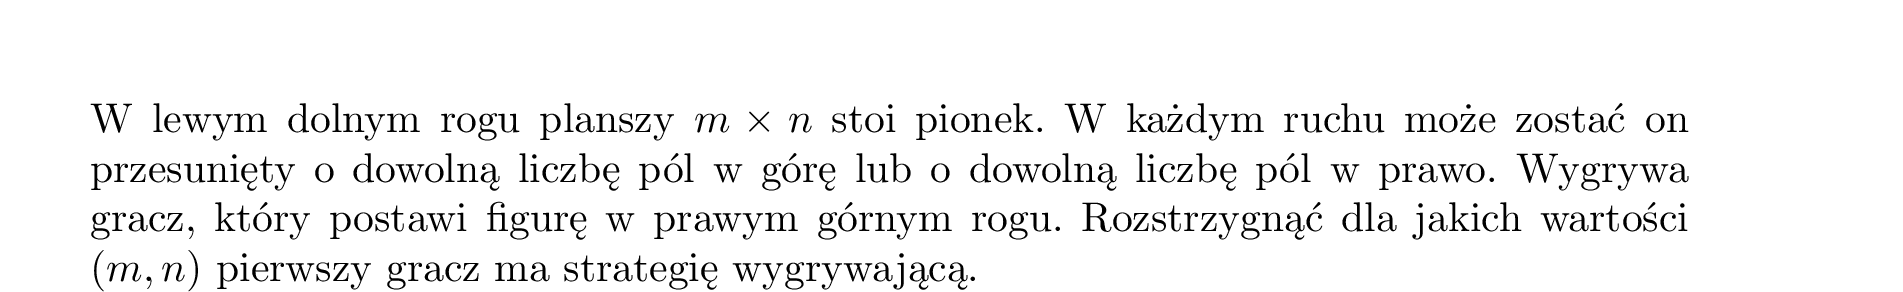 W lewym dolnym rogu planszy m × n stoi pionek. W każdym ruchu może zostać on
przesunięty o dowolną liczbę pól w górę lub o dowolną liczbę pól w prawo. Wygrywa
gracz, który postawi figurę w prawym górnym rogu. Rozstrzygnąć dla jakich wartości
(m, n) pierwszy gracz ma strategię wygrywającą.